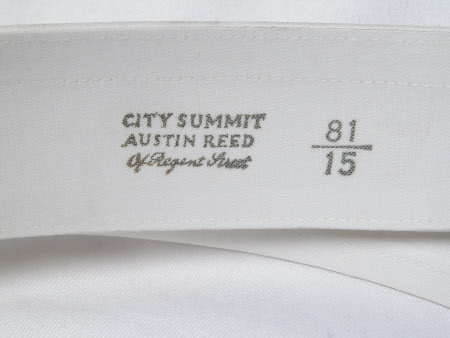 CITY SUMMIT
AUSTIN REED
Of Regent Street
81
15